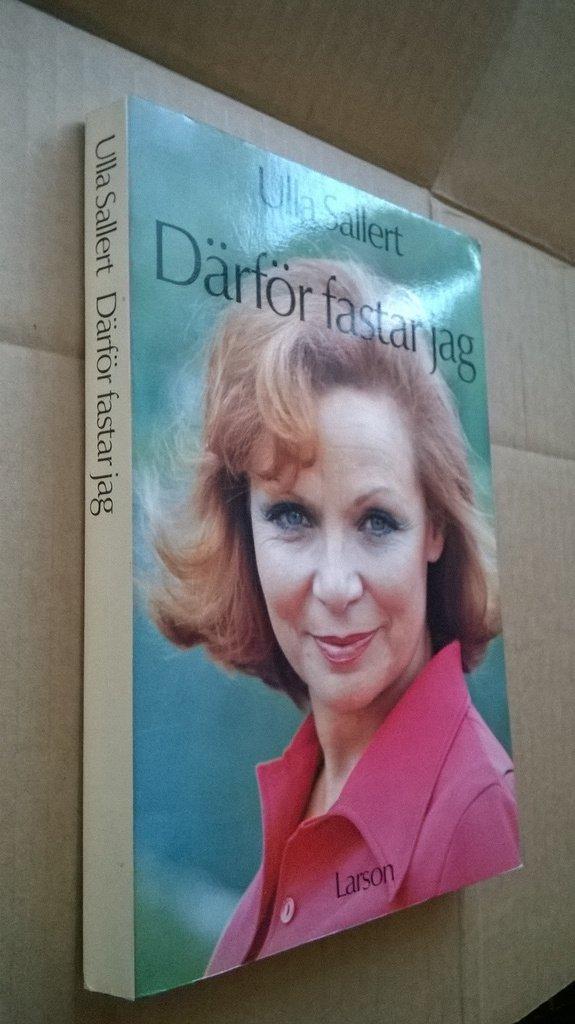 Ulla Sallert Därför fastar jag
Ulla Sallert
Därför fastar jag
Larson